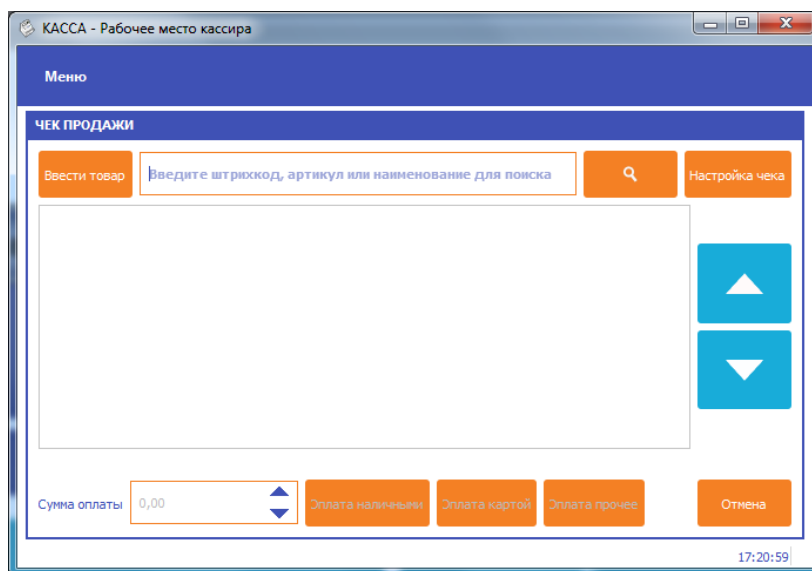 КАССА - Рабочее место кассира
Меню
ЧЕК ПРОДАЖИ
Ввести товар
Введите штрихкод, артикул или наименование для поиска
Настройка чека
Сумма оплаты
0,00
Оплата наличными
Оплата картой
Оплата прочее
Отмена
17:20:59